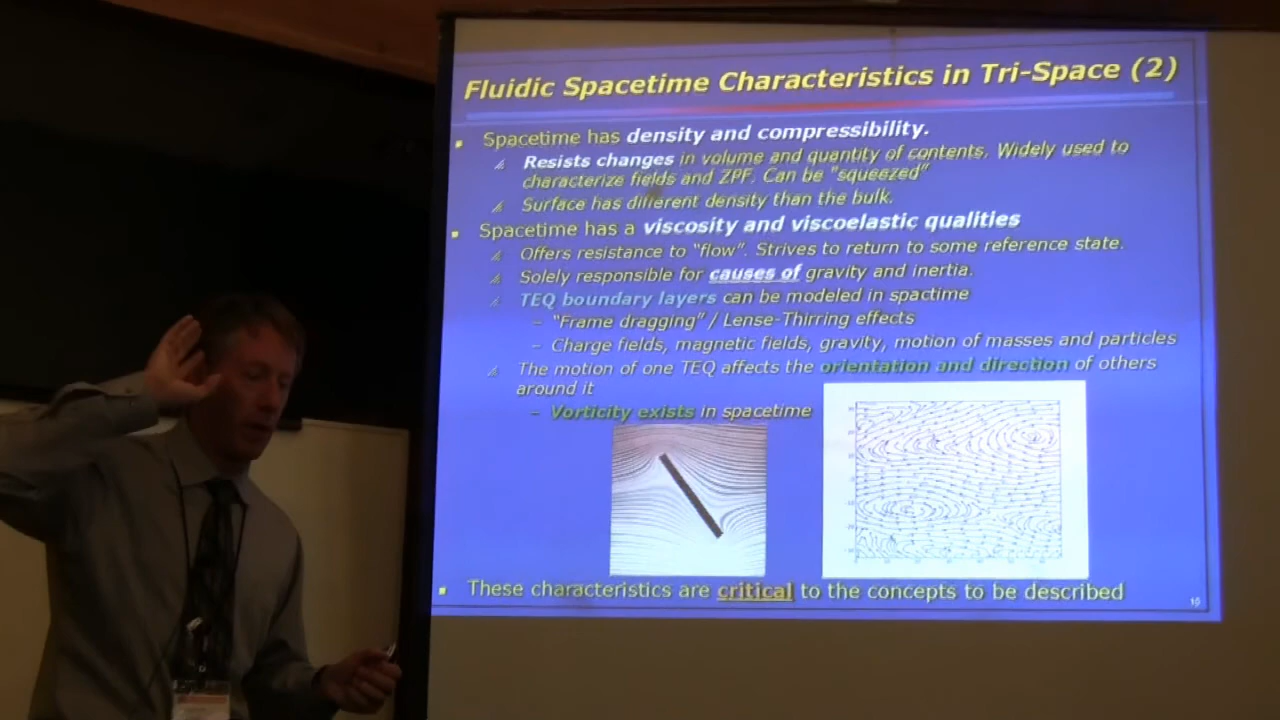 Fluidic Spacetime Characteristics in Tri-Space (2)
Spacetime has density and compressibility.
Resists changes in volume and quantity of contents. Widely used to
characterize fields and ZPF. Can be "squeezed"
Surface has different density than the bulk.
Spacetime has a viscosity and viscoelastic qualities
Offers resistance to "flow". Strives to return to some reference state.
Solely responsible for causes of gravity and inertia.
TEQ boundary layers can be modeled in spactime
– "Frame dragging" / Lense-Thirring effects
– Charge fields, magnetic fields, gravity, motion of masses and particles
The motion of one TEQ affects the orientation and direction of others
around it
– Vorticity exists in spacetime
These characteristics are critical to the concepts to be described